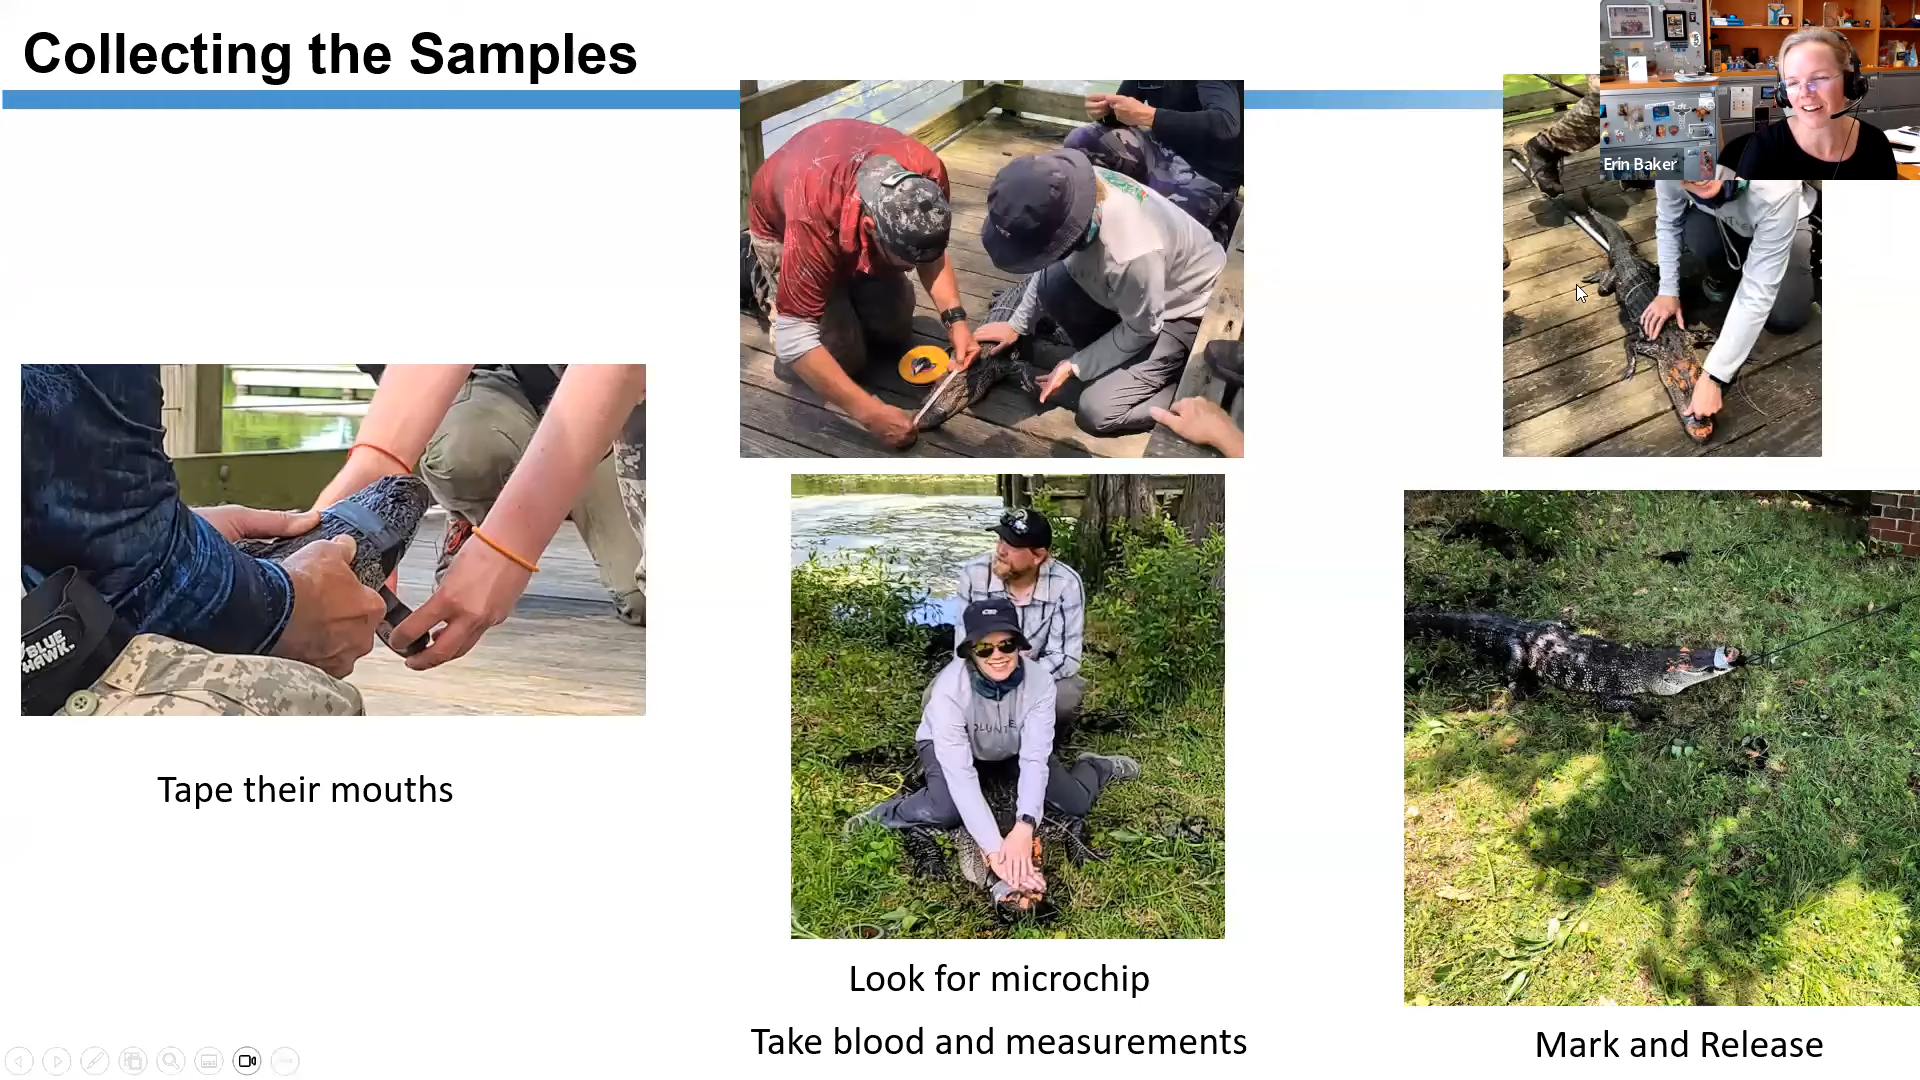 Collecting the Samples
Erin Baker
BLUE
HAWK.
OLUNTE
Tape their mouths
Look for microchip
Take blood and measurements
Mark and Release